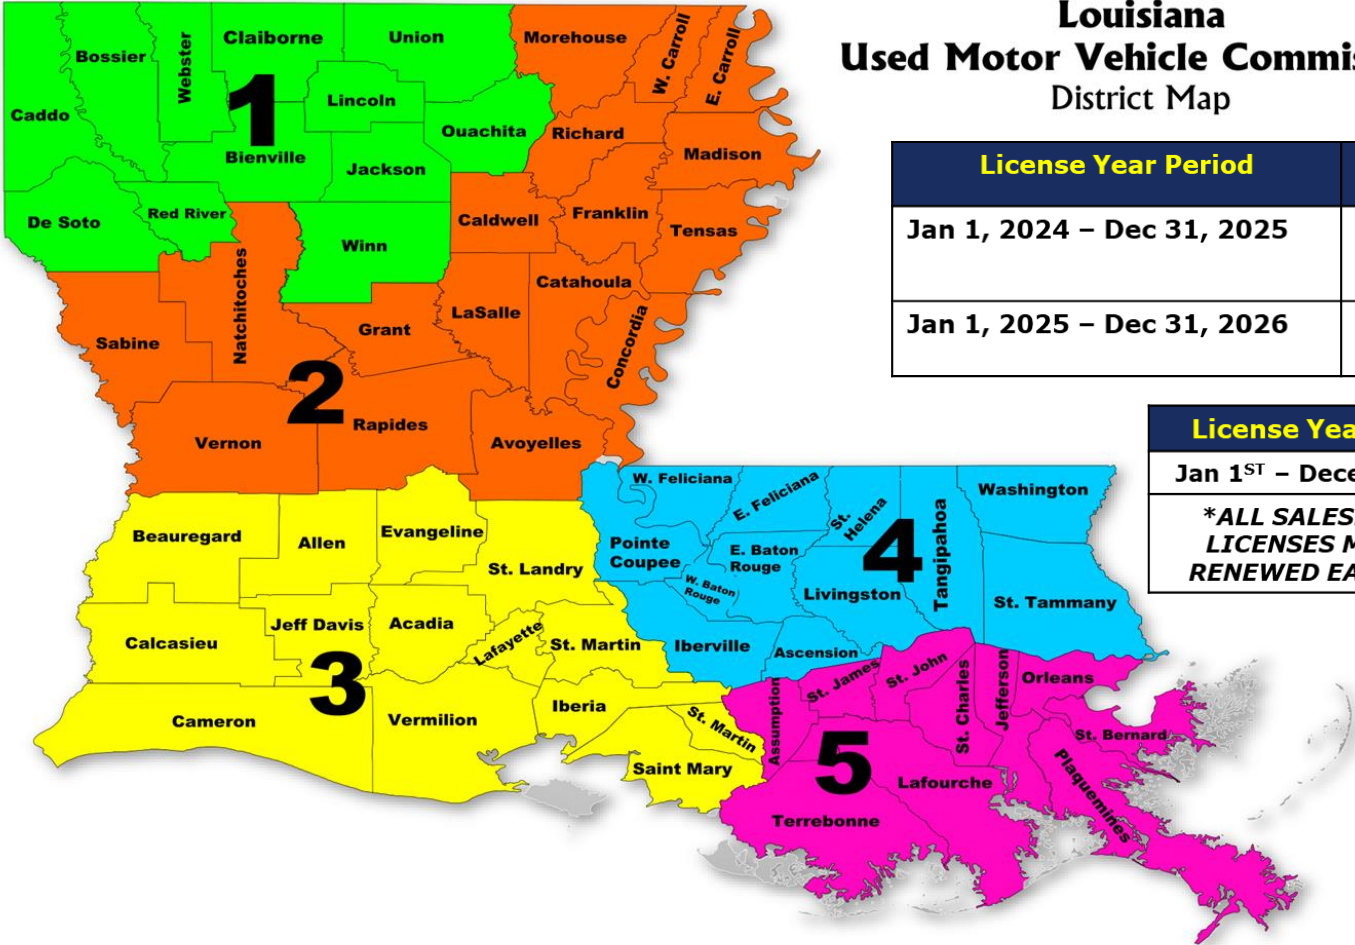 Louisiana
Used Motor Vehicle Commis
District Map
License Year Period
Jan 1, 2024 – Dec 31, 2025
Jan 1, 2025 – Dec 31, 2026
License Yea
Jan 1ST – Dece
*ALL SALES
LICENSES M
RENEWED EA
Claiborne
Union
Morehouse
W. Carroll
E. Carroll
Bossier
Webster
1
Lincoln
Caddo
Ouachita
Richard
Bienville
Madison
Jackson
De Soto
Red River
Caldwell
Franklin
Tensas
Winn
Natchitoches
Catahoula
LaSalle
Concordia
Grant
Sabine
2
Rapides
Vernon
Avoyelles
W. Feliciana
E. Feliciana
St.
Helena
Tangipahoa
Washington
Beauregard
Allen
Evangeline
Pointe
Coupee
E. Baton
Rouge
4
St. Landry
W. Baton
Rouge
Livingston
St. Tammany
Jeff Davis
Acadia
Calcasieu
Lafayette
St. Martin
Iberville
Ascension
3
St. James
St. John
St. Charles
Jefferson
Orleans
Assumption
Cameron
Vermilion
Iberia
St. Martin
St. Bernard
Saint Mary
5
Lafourche
Plaquemines
Terrebonne